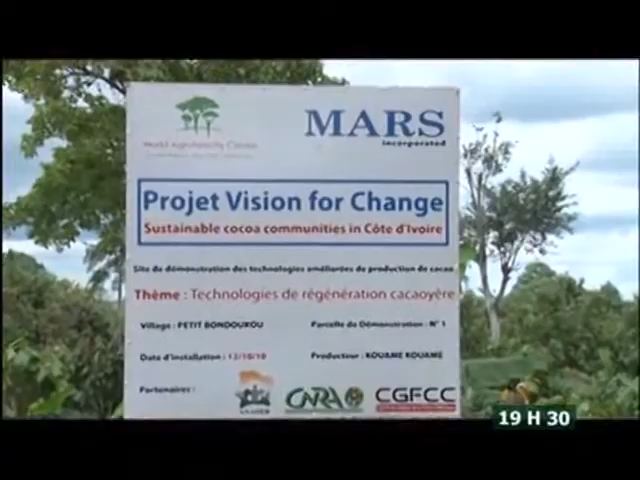 World Agroforestry Centre
MARS
incorporated
Projet Vision for Change
Sustainable cocoa communities in Côte d'Ivoire
Site de démonstration des technologies améliorées de production de cacao
Thème : Technologies de régénération cacaoyère
Village : PETIT BONDOUKOU
Parcelle de Démonstration : N° 1
Date d'installation : 12/10/10
Producteur : KOUAME KOUAME
Partenaires :
CNRA
CGFCC
19 H 30